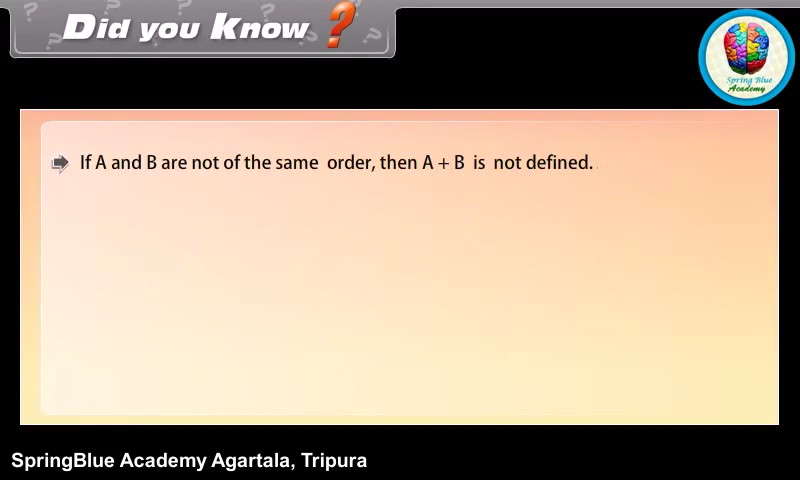 Did you Know ?
Spring Blue
Academy
If A and B are not of the same order, then A + B is not defined.
SpringBlue Academy Agartala, Tripura